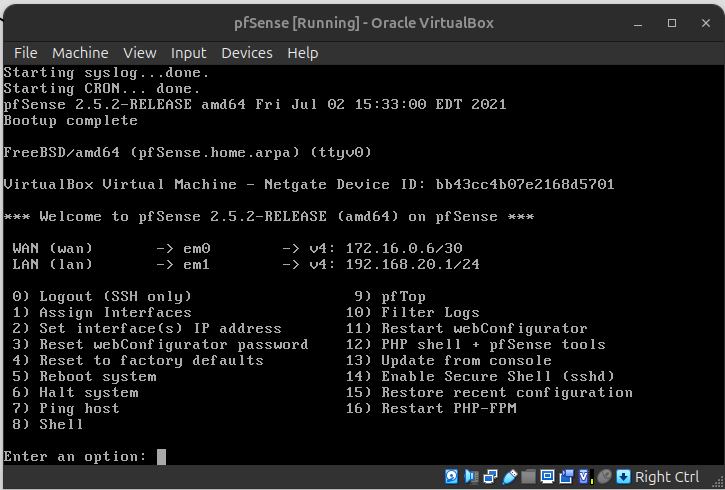 pfSense [Running] - Oracle VirtualBox
File Machine View Input Devices Help
Starting syslog...done.
Starting CRON... done.
pfSense 2.5.2-RELEASE amd64 Fri Jul 02 15:33:00 EDT 2021
Bootup complete
FreeBSD/amd64 (pfSense.home.arpa) (ttyv0)
VirtualBox Virtual Machine - Netgate Device ID: bb43cc4b07e2168d5701
*** Welcome to pfSense 2.5.2-RELEASE (amd64) on pfSense ***
WAN (wan) -> em0 -> v4: 172.16.0.6/30
LAN (lan) -> em1 -> v4: 192.168.20.1/24
0) Logout (SSH only) 9) pfTop
1) Assign Interfaces 10) Filter Logs
2) Set interface(s) IP address 11) Restart webConfigurator
3) Reset webConfigurator password 12) PHP shell + pfSense tools
4) Reset to factory defaults 13) Update from console
5) Reboot system 14) Enable Secure Shell (sshd)
6) Halt system 15) Restore recent configuration
7) Ping host 16) Restart PHP-FPM
8) Shell
Enter an option:
Right Ctrl